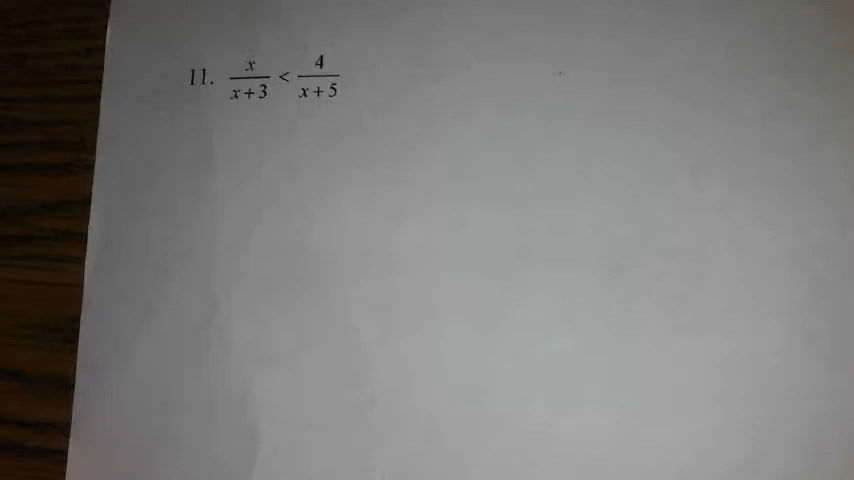 11. x/(x+3) < 4/(x+5)